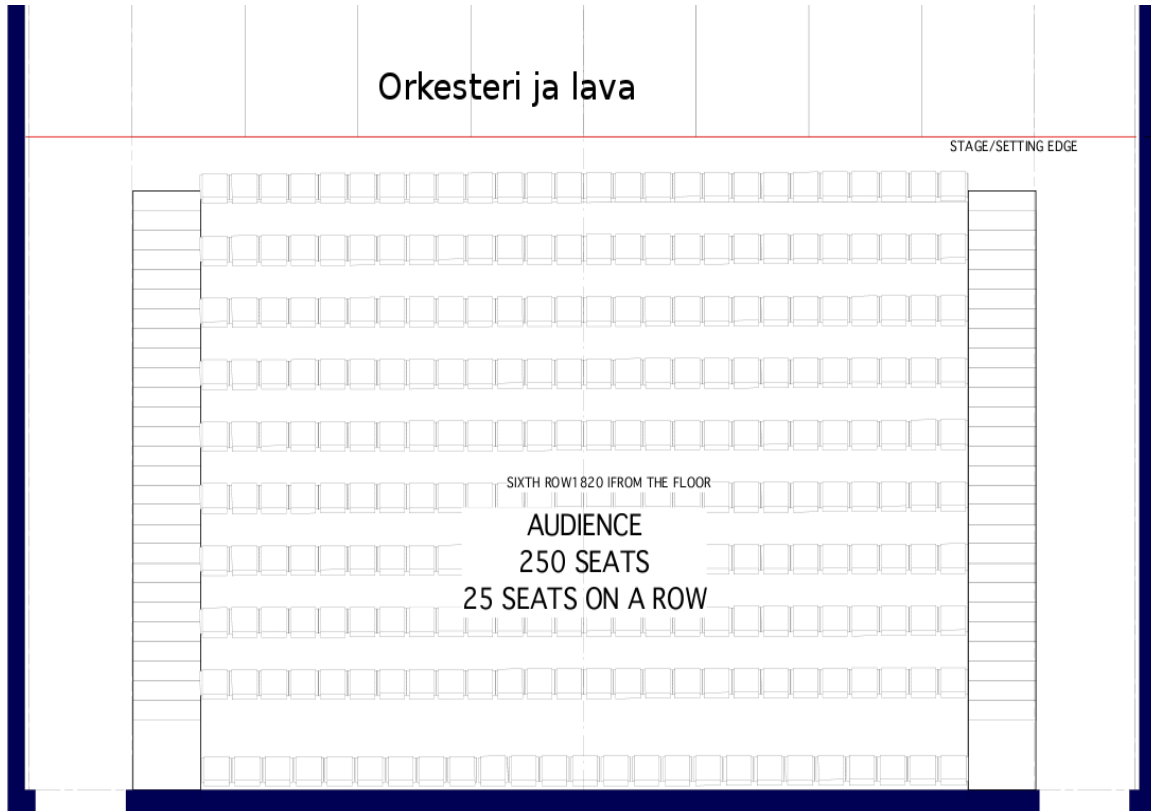 Orkesteri ja lava
STAGE/SETTING EDGE
SIXTH ROW1820 IFROM THE FLOOR
AUDIENCE
250 SEATS
25 SEATS ON A ROW